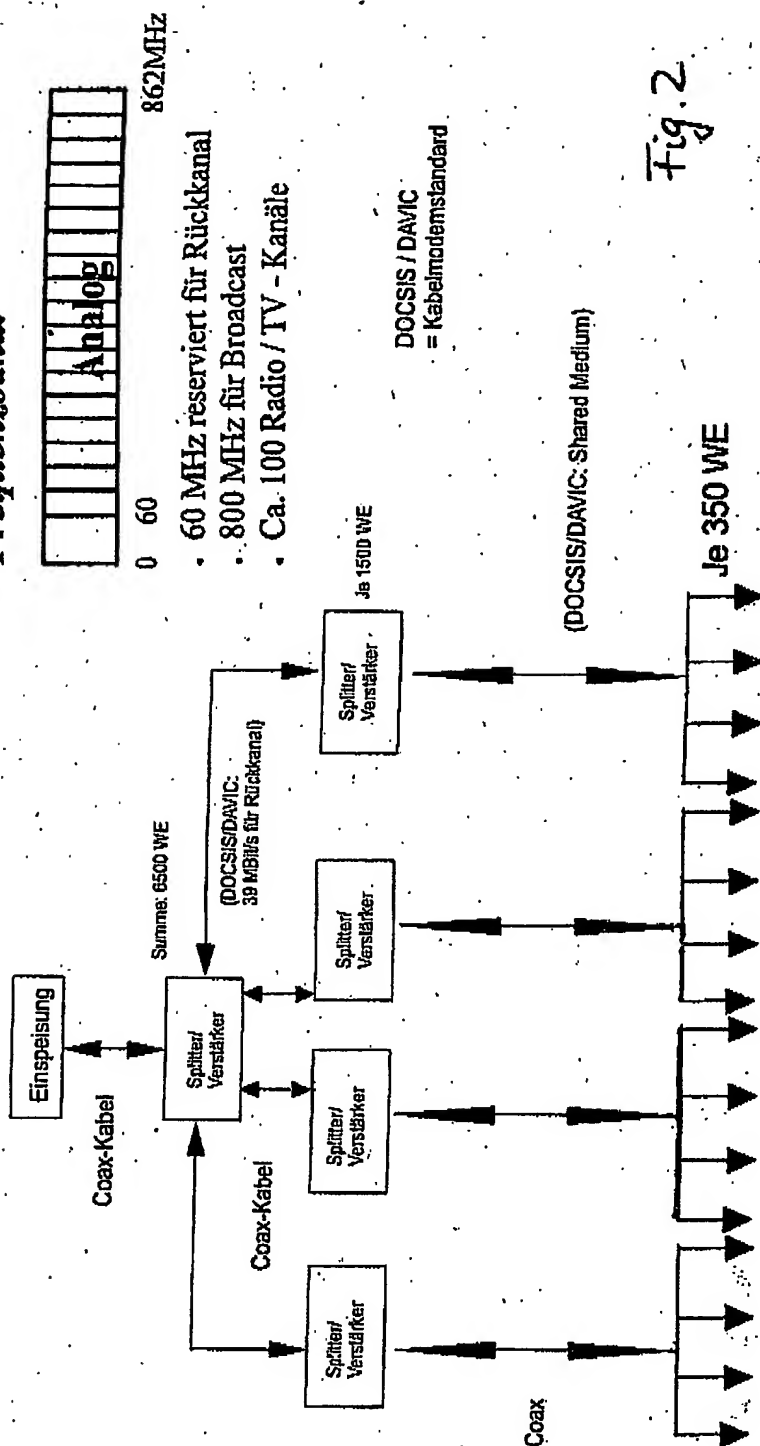 Einspeisung
Coax-Kabel
Summe: 6500 WE
Splitter/
Verstärker
(DOCSIS/DAVIC:
39 MBit/s für Rückkanal)
Coax-Kabel
Splitter/
Verstärker
Splitter/
Verstärker
Splitter/
Verstärker
Splitter/
Verstärker
Je 1500 WE
Coax
(DOCSIS/DAVIC: Shared Medium)
Je 350 WE
Analog
0 60
862MHz
· 60 MHz reserviert für Rückkanal
· 800 MHz für Broadcast
· Ca. 100 Radio / TV - Kanäle
DOCSIS / DAVIC
= Kabelmodemstandard
Fig. 2